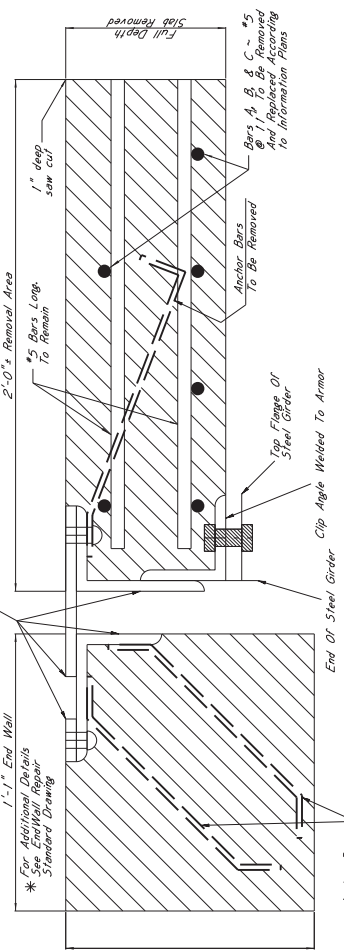 2'-0"± Removal Area
1" deep
saw cut
Full Depth
Slab Removed
#5 Bars Long.
To Remain
Bars A, B, & C ~ #5
@ 11" To Be Removed
And Replaced According
to Information Plans
Anchor Bars
To Be Removed
Top Flange Of
Steel Girder
Clip Angle Welded To Armor
End Of Steel Girder
1'-1" End Wall
* For Additional Details
See EndWall Repair
Standard Drawing